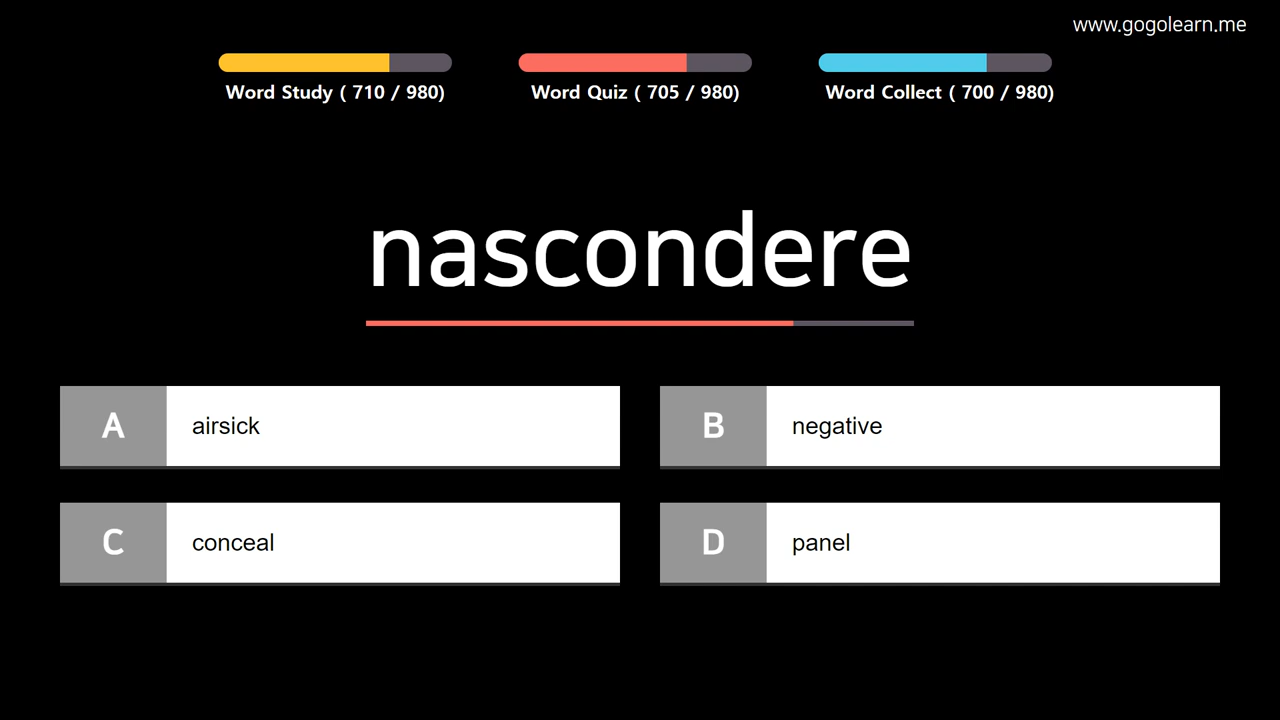 www.gogolearn.me
Word Study ( 710 / 980)
Word Quiz ( 705 / 980)
Word Collect ( 700 / 980)
nascondere
A airsick
B negative
C conceal
D panel